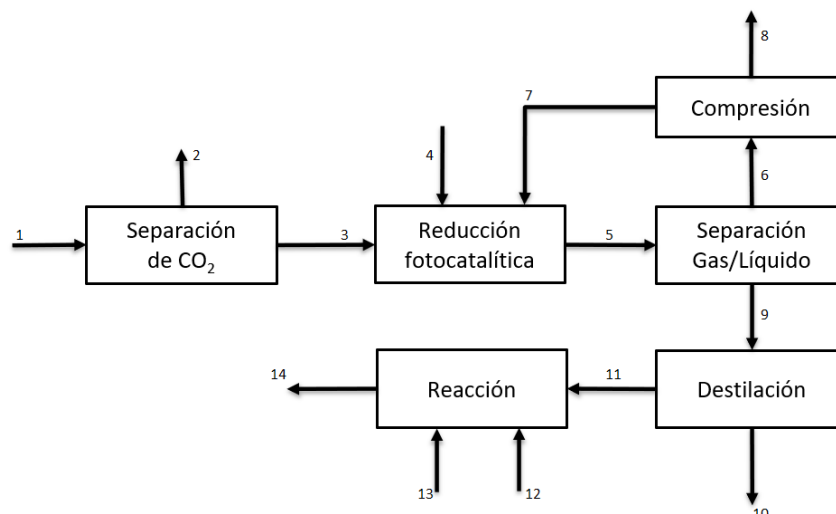 8
Compresión
7
2
4
6
1
Separación
de CO₂
3
Reducción
fotocatalítica
5
Separación
Gas/Líquido
9
14
Reacción
11
Destilación
13
12
10